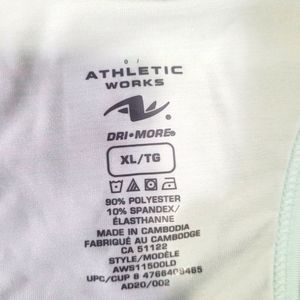 ATHLETIC
WORKS
DRI•MORE®
XL/TG
90% POLYESTER
10% SPANDEX/
ÉLASTHANNE
MADE IN CAMBODIA
FABRIQUÉ AU CAMBODGE
CA 51122
STYLE/MODÈLE
AWS11500LD
UPC/CUP 8 4766409465
AD20/002